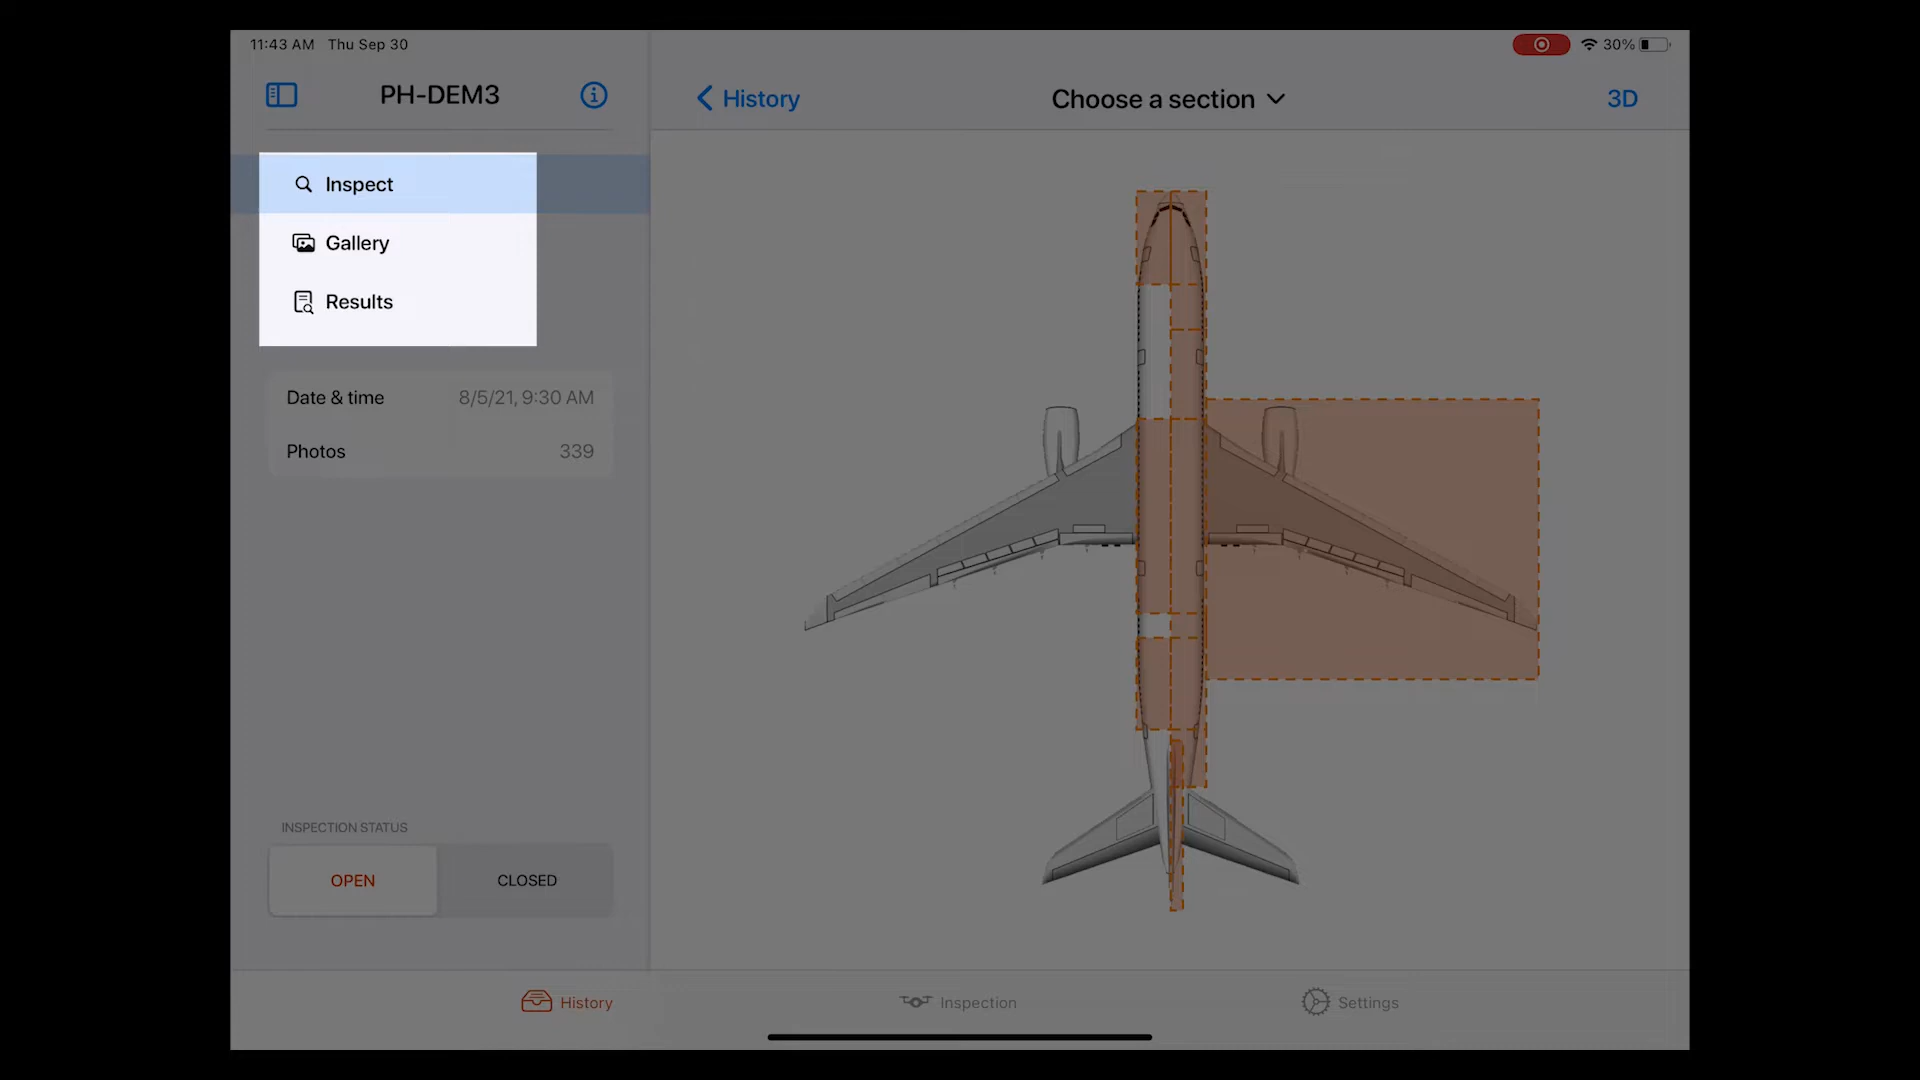 11:43 AM Thu Sep 30
30%
PH-DEM3
History
Choose a section
3D
Inspect
Gallery
Results
Date & time 8/5/21, 9:30 AM
Photos 339
INSPECTION STATUS
OPEN CLOSED
History Inspection Settings